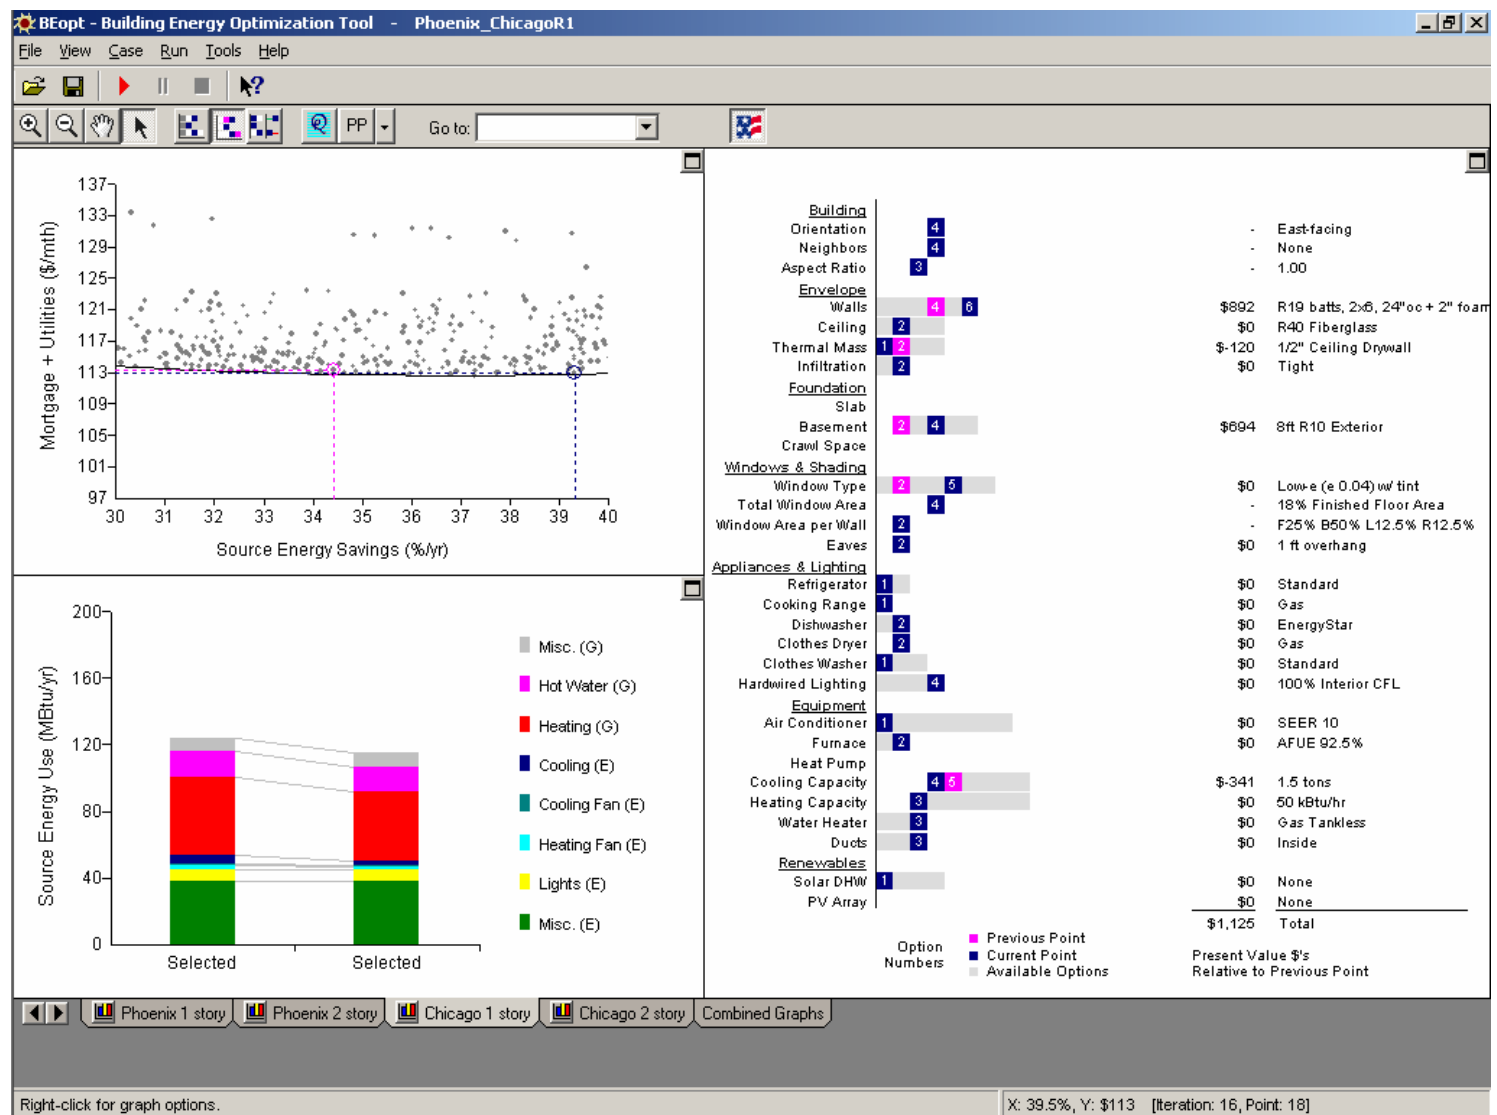 BEopt - Building Energy Optimization Tool - Phoenix_ChicagoR1
File View Case Run Tools Help
PP Go to:
137
133
129
125
121
117
113
109
105
101
97
Mortgage + Utilities ($/mth)
30 31 32 33 34 35 36 37 38 39 40
Source Energy Savings (%/yr)
200
160
120
80
40
0
Source Energy Use (MBtu/yr)
Selected Selected
Misc. (G)
Hot Water (G)
Heating (G)
Cooling (E)
Cooling Fan (E)
Heating Fan (E)
Lights (E)
Misc. (E)
Building
Orientation 4 - East-facing
Neighbors 4 - None
Aspect Ratio 3 - 1.00
Envelope
Walls 4 6 $892 R19 batts, 2x6, 24"oc + 2" foam
Ceiling 2 $0 R40 Fiberglass
Thermal Mass 1 2 $-120 1/2" Ceiling Drywall
Infiltration 2 $0 Tight
Foundation
Slab
Basement 2 4 $694 8ft R10 Exterior
Crawl Space
Windows & Shading
Window Type 2 5 $0 Low-e (e 0.04) w/ tint
Total Window Area 4 - 18% Finished Floor Area
Window Area per Wall 2 - F25% B50% L12.5% R12.5%
Eaves 2 $0 1 ft overhang
Appliances & Lighting
Refrigerator 1 $0 Standard
Cooking Range 1 $0 Gas
Dishwasher 2 $0 EnergyStar
Clothes Dryer 2 $0 Gas
Clothes Washer 1 $0 Standard
Hardwired Lighting 4 $0 100% Interior CFL
Equipment
Air Conditioner 1 $0 SEER 10
Furnace 2 $0 AFUE 92.5%
Heat Pump
Cooling Capacity 4 5 $-341 1.5 tons
Heating Capacity 3 $0 50 kBtu/hr
Water Heater 3 $0 Gas Tankless
Ducts 3 $0 Inside
Renewables
Solar DHW 1 $0 None
PV Array $0 None
$1,125 Total
Option Numbers
Previous Point
Current Point
Available Options
Present Value $'s
Relative to Previous Point
Phoenix 1 story Phoenix 2 story Chicago 1 story Chicago 2 story Combined Graphs
Right-click for graph options. X: 39.5%, Y: $113 [Iteration: 16, Point: 18]